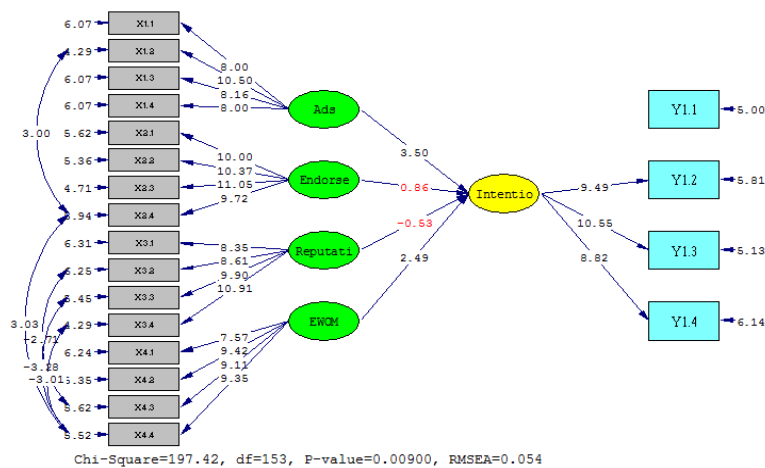 6.07 X1.1
X1.2
6.07 X1.3
6.07 X1.4
5.62 X2.1
5.36 X2.2
4.71 X2.3
X2.4
6.31 X3.1
X3.2
X3.3
X3.4
6.24 X4.1
X4.2
5.62 X4.3
5.52 X4.4
3.00
3.03
-2.71
-3.28
-3.01
8.00
10.50
8.16
8.00
10.00
10.37
11.05
9.72
8.35
8.61
9.90
10.91
7.57
9.42
9.11
9.35
Ads
Endorse
Reputati
EWOM
3.50
0.86
-0.53
2.49
Intentio
9.49
10.55
8.82
Y1.1 5.00
Y1.2 5.81
Y1.3 5.13
Y1.4 6.14
Chi-Square=197.42, df=153, P-value=0.00900, RMSEA=0.054